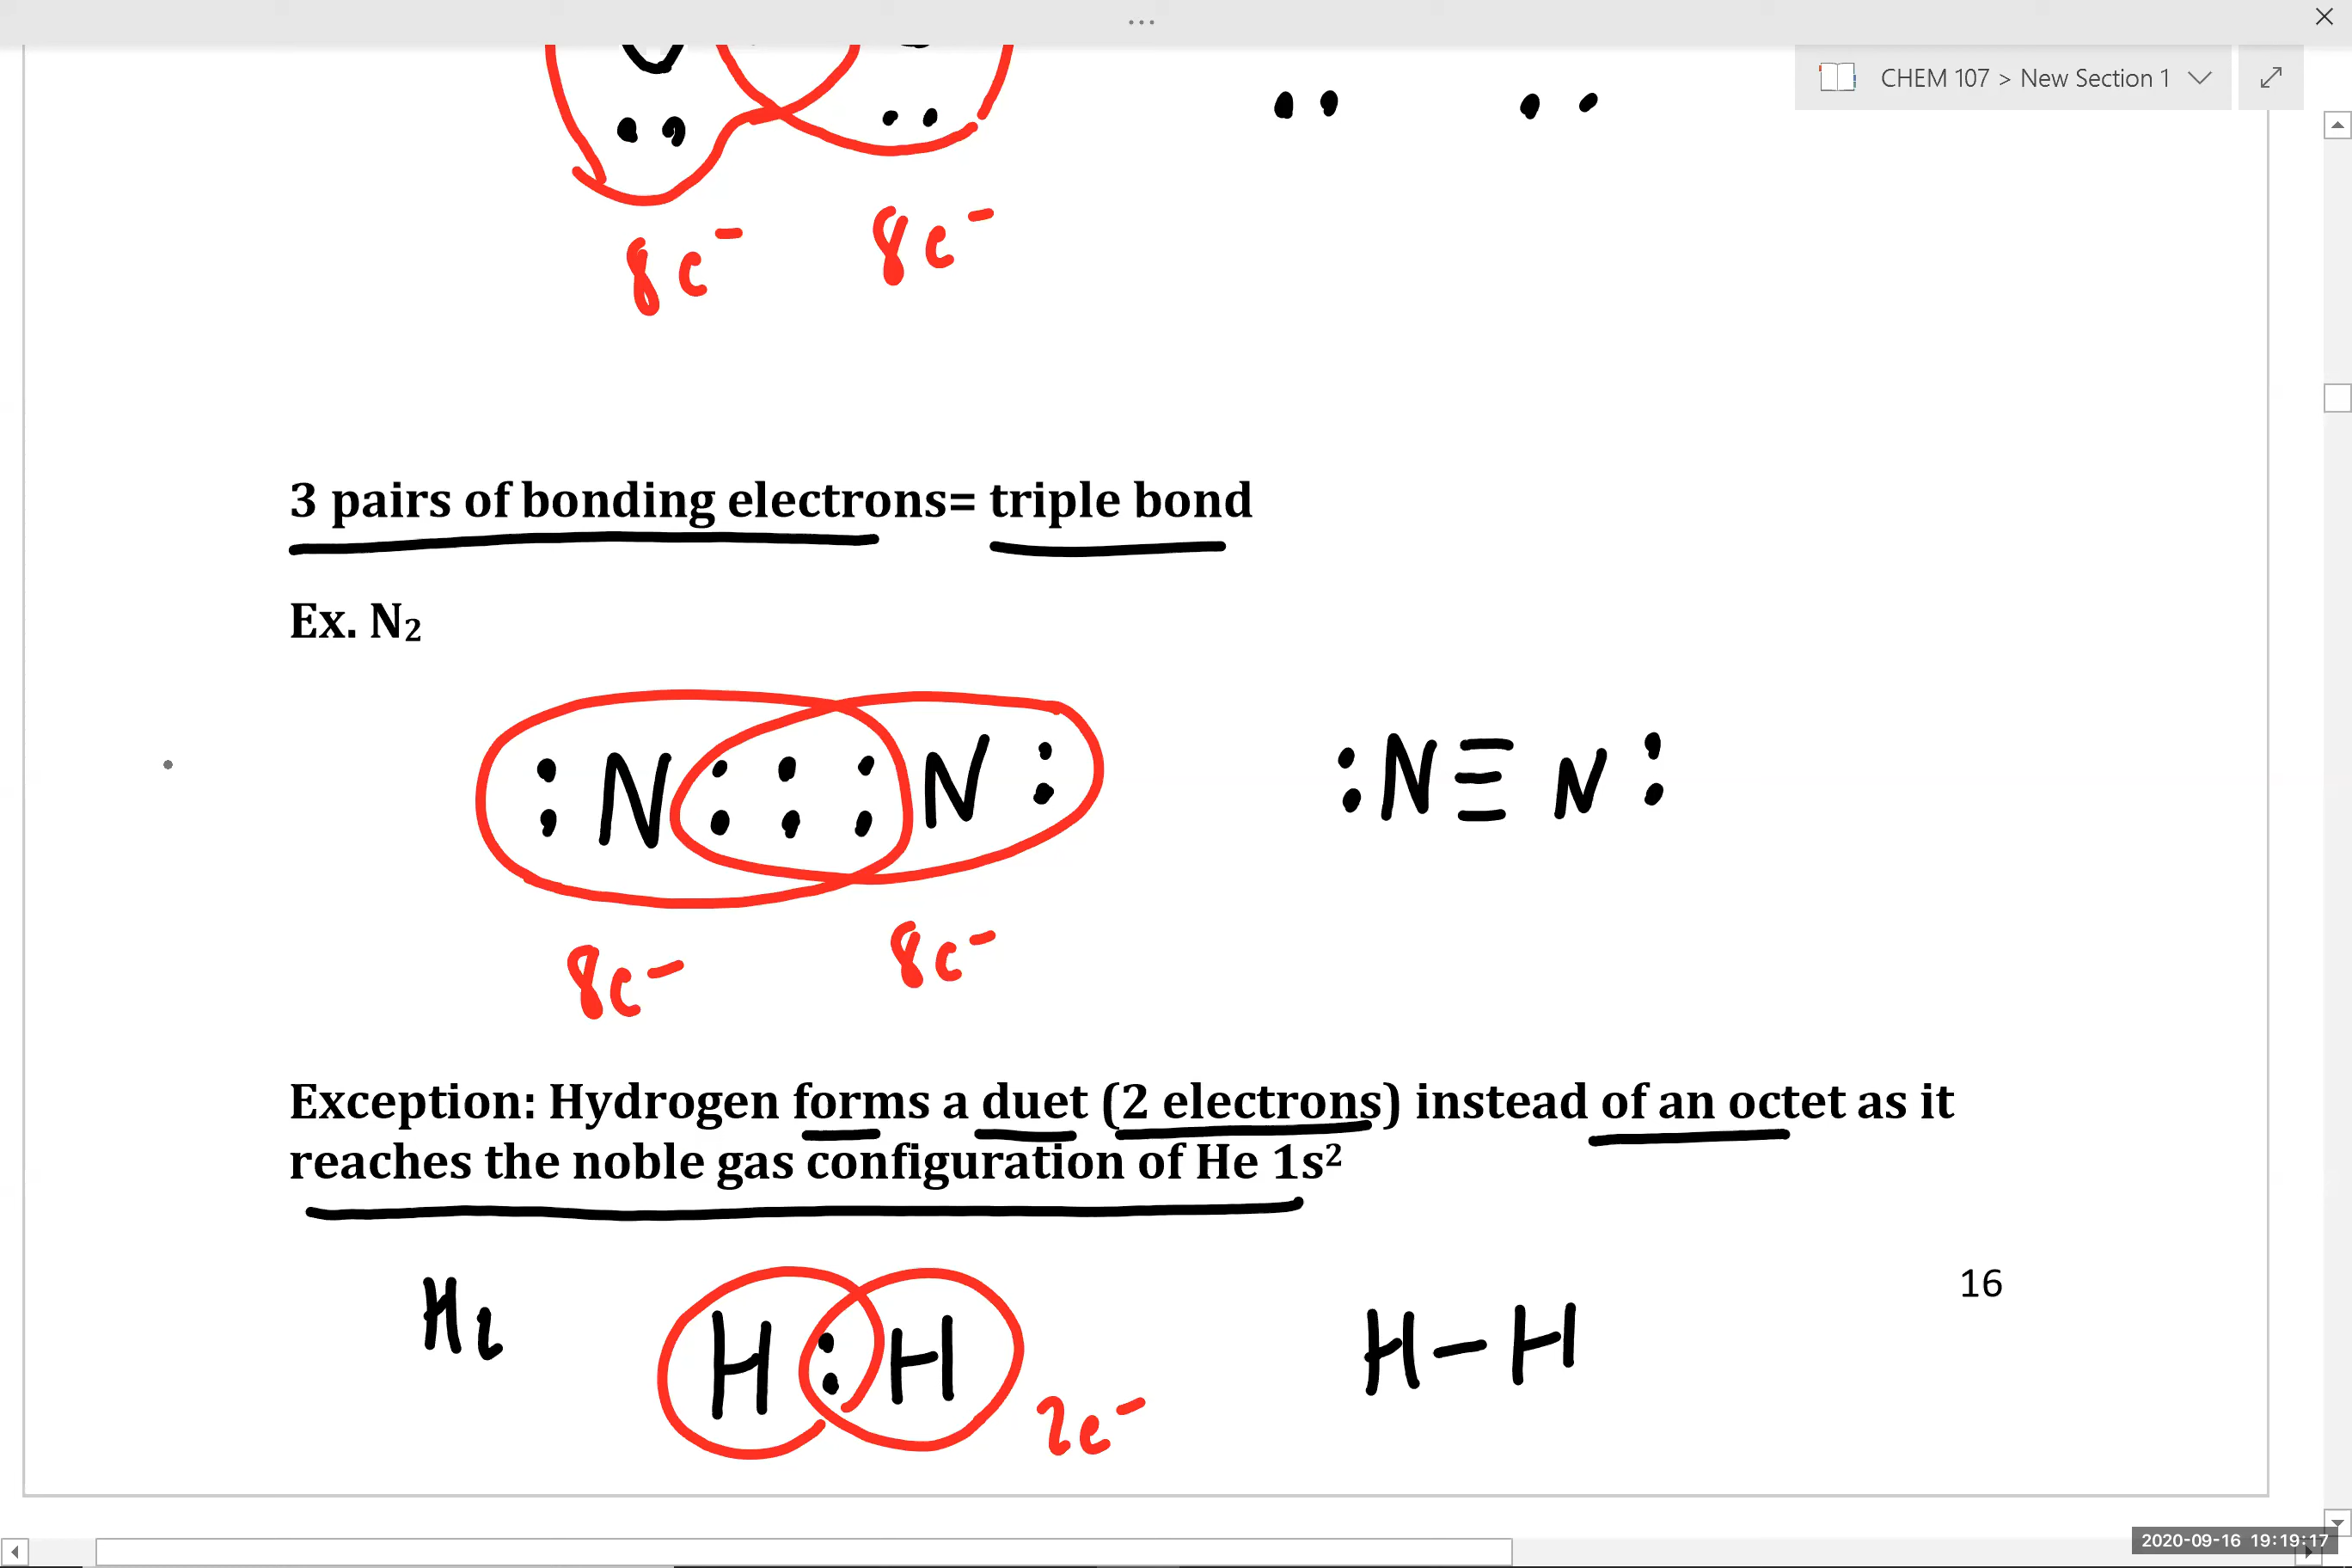 CHEM 107 > New Section 1
8e⁻ 8e⁻
3 pairs of bonding electrons= triple bond
Ex. N₂
:N:::N: :N≡N:
8e⁻ 8e⁻
Exception: Hydrogen forms a duet (2 electrons) instead of an octet as it
reaches the noble gas configuration of He 1s²
16
H₂ H:H H-H
2e⁻
2020-09-16 19:19:17